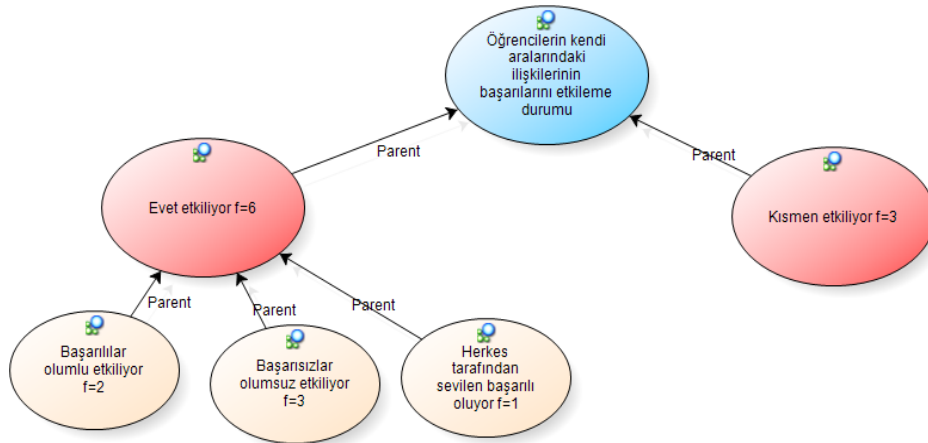 Öğrencilerin kendi
aralarındaki
ilişkilerinin
başarılarını etkileme
durumu
Parent
Parent
Evet etkiliyor f=6
Kısmen etkiliyor f=3
Parent
Parent
Parent
Başarılılar
olumlu etkiliyor
f=2
Başarısızlar
olumsuz etkiliyor
f=3
Herkes
tarafından
sevilen başarılı
oluyor f=1